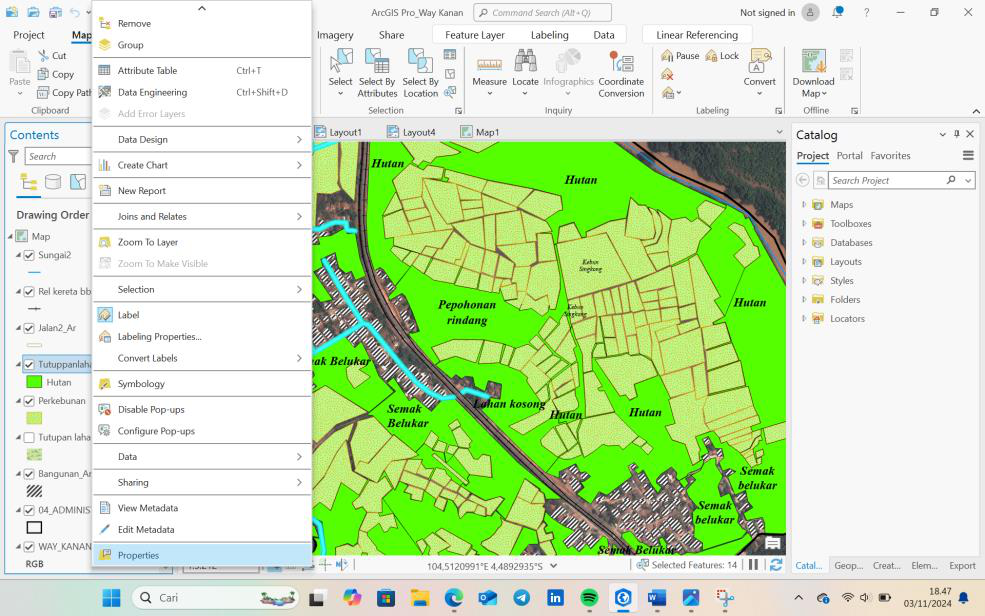 ArcGIS Pro_Way Kanan
Command Search (Alt+Q)
Not signed in
?
Project
Map
Imagery
Share
Feature Layer
Labeling
Data
Linear Referencing
Paste
Cut
Copy
Copy Path
Clipboard
Select
Select By Attributes
Select By Location
Selection
Measure
Locate
Infographics
Coordinate Conversion
Inquiry
Pause
Lock
Convert
Labeling
Download Map
Offline
Remove
Group
Attribute Table Ctrl+T
Data Engineering Ctrl+Shift+D
Add Error Layers
Data Design
Create Chart
New Report
Joins and Relates
Zoom To Layer
Zoom To Make Visible
Selection
Label
Labeling Properties...
Convert Labels
Symbology
Disable Pop-ups
Configure Pop-ups
Data
Sharing
View Metadata
Edit Metadata
Properties
Contents
Search
Drawing Order
Map
Sungai2
Rel kereta bb
Jalan2_Ar
Tutuppanlaha
Hutan
Perkebunan
Tutupan laha
Bangunan_Ar
04_ADMINIS
WAY_KANAN
RGB
Layout1
Layout4
Map1
Hutan
Hutan
Kebun
Singkong
Hutan
Kebun
Singkong
Pepohonan
rindang
ak Belukar
Semak
Belukar
Lahan kosong
Hutan
Hutan
Semak
belukar
Semak
belukar
Semak Belukar
104,5120991°E 4,4892935°S
Selected Features: 14
Catalog
Project
Portal
Favorites
Search Project
Maps
Toolboxes
Databases
Layouts
Styles
Folders
Locators
Catal...
Geop...
Creat...
Elem...
Export
Cari
18.47
03/11/2024